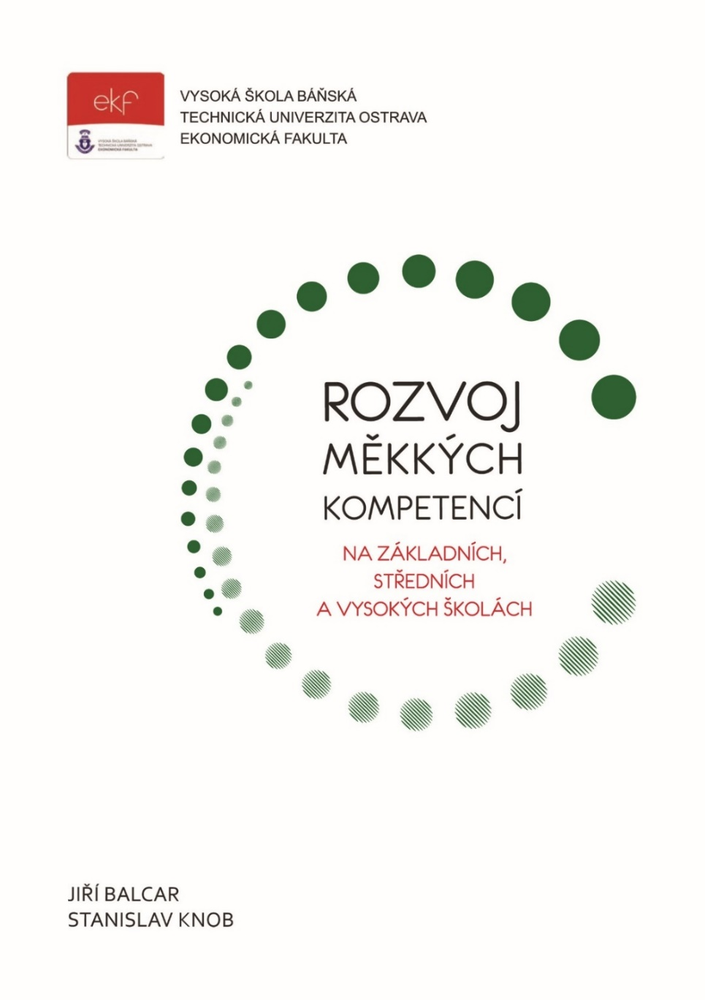 ekf
VYSOKÁ ŠKOLA BÁŇSKÁ
TECHNICKÁ UNIVERZITA OSTRAVA
EKONOMICKÁ FAKULTA
VYSOKÁ ŠKOLA BÁŇSKÁ
TECHNICKÁ UNIVERZITA OSTRAVA
EKONOMICKÁ FAKULTA
ROZVOJ
MĚKKÝCH
KOMPETENCÍ
NA ZÁKLADNÍCH,
STŘEDNÍCH
A VYSOKÝCH ŠKOLÁCH
JIŘÍ BALCAR
STANISLAV KNOB